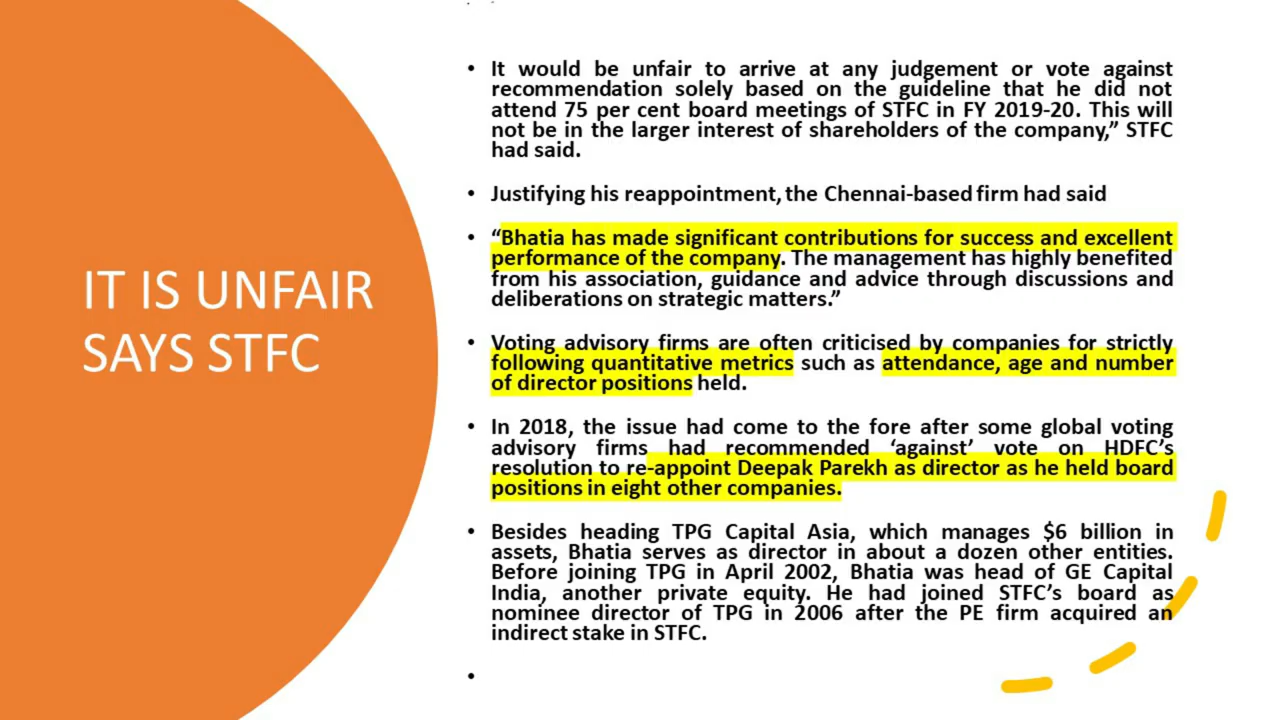 IT IS UNFAIR
SAYS STFC
• It would be unfair to arrive at any judgement or vote against
recommendation solely based on the guideline that he did not
attend 75 per cent board meetings of STFC in FY 2019-20. This will
not be in the larger interest of shareholders of the company,” STFC
had said.
• Justifying his reappointment, the Chennai-based firm had said
• “Bhatia has made significant contributions for success and excellent
performance of the company. The management has highly benefited
from his association, guidance and advice through discussions and
deliberations on strategic matters.”
• Voting advisory firms are often criticised by companies for strictly
following quantitative metrics such as attendance, age and number
of director positions held.
• In 2018, the issue had come to the fore after some global voting
advisory firms had recommended ‘against’ vote on HDFC’s
resolution to re-appoint Deepak Parekh as director as he held board
positions in eight other companies.
• Besides heading TPG Capital Asia, which manages $6 billion in
assets, Bhatia serves as director in about a dozen other entities.
Before joining TPG in April 2002, Bhatia was head of GE Capital
India, another private equity. He had joined STFC’s board as
nominee director of TPG in 2006 after the PE firm acquired an
indirect stake in STFC.
•